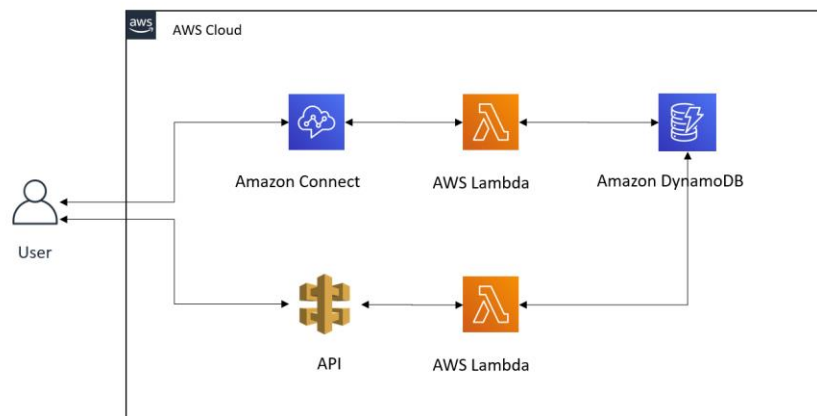 aws
AWS Cloud
Amazon Connect
AWS Lambda
Amazon DynamoDB
User
API
AWS Lambda